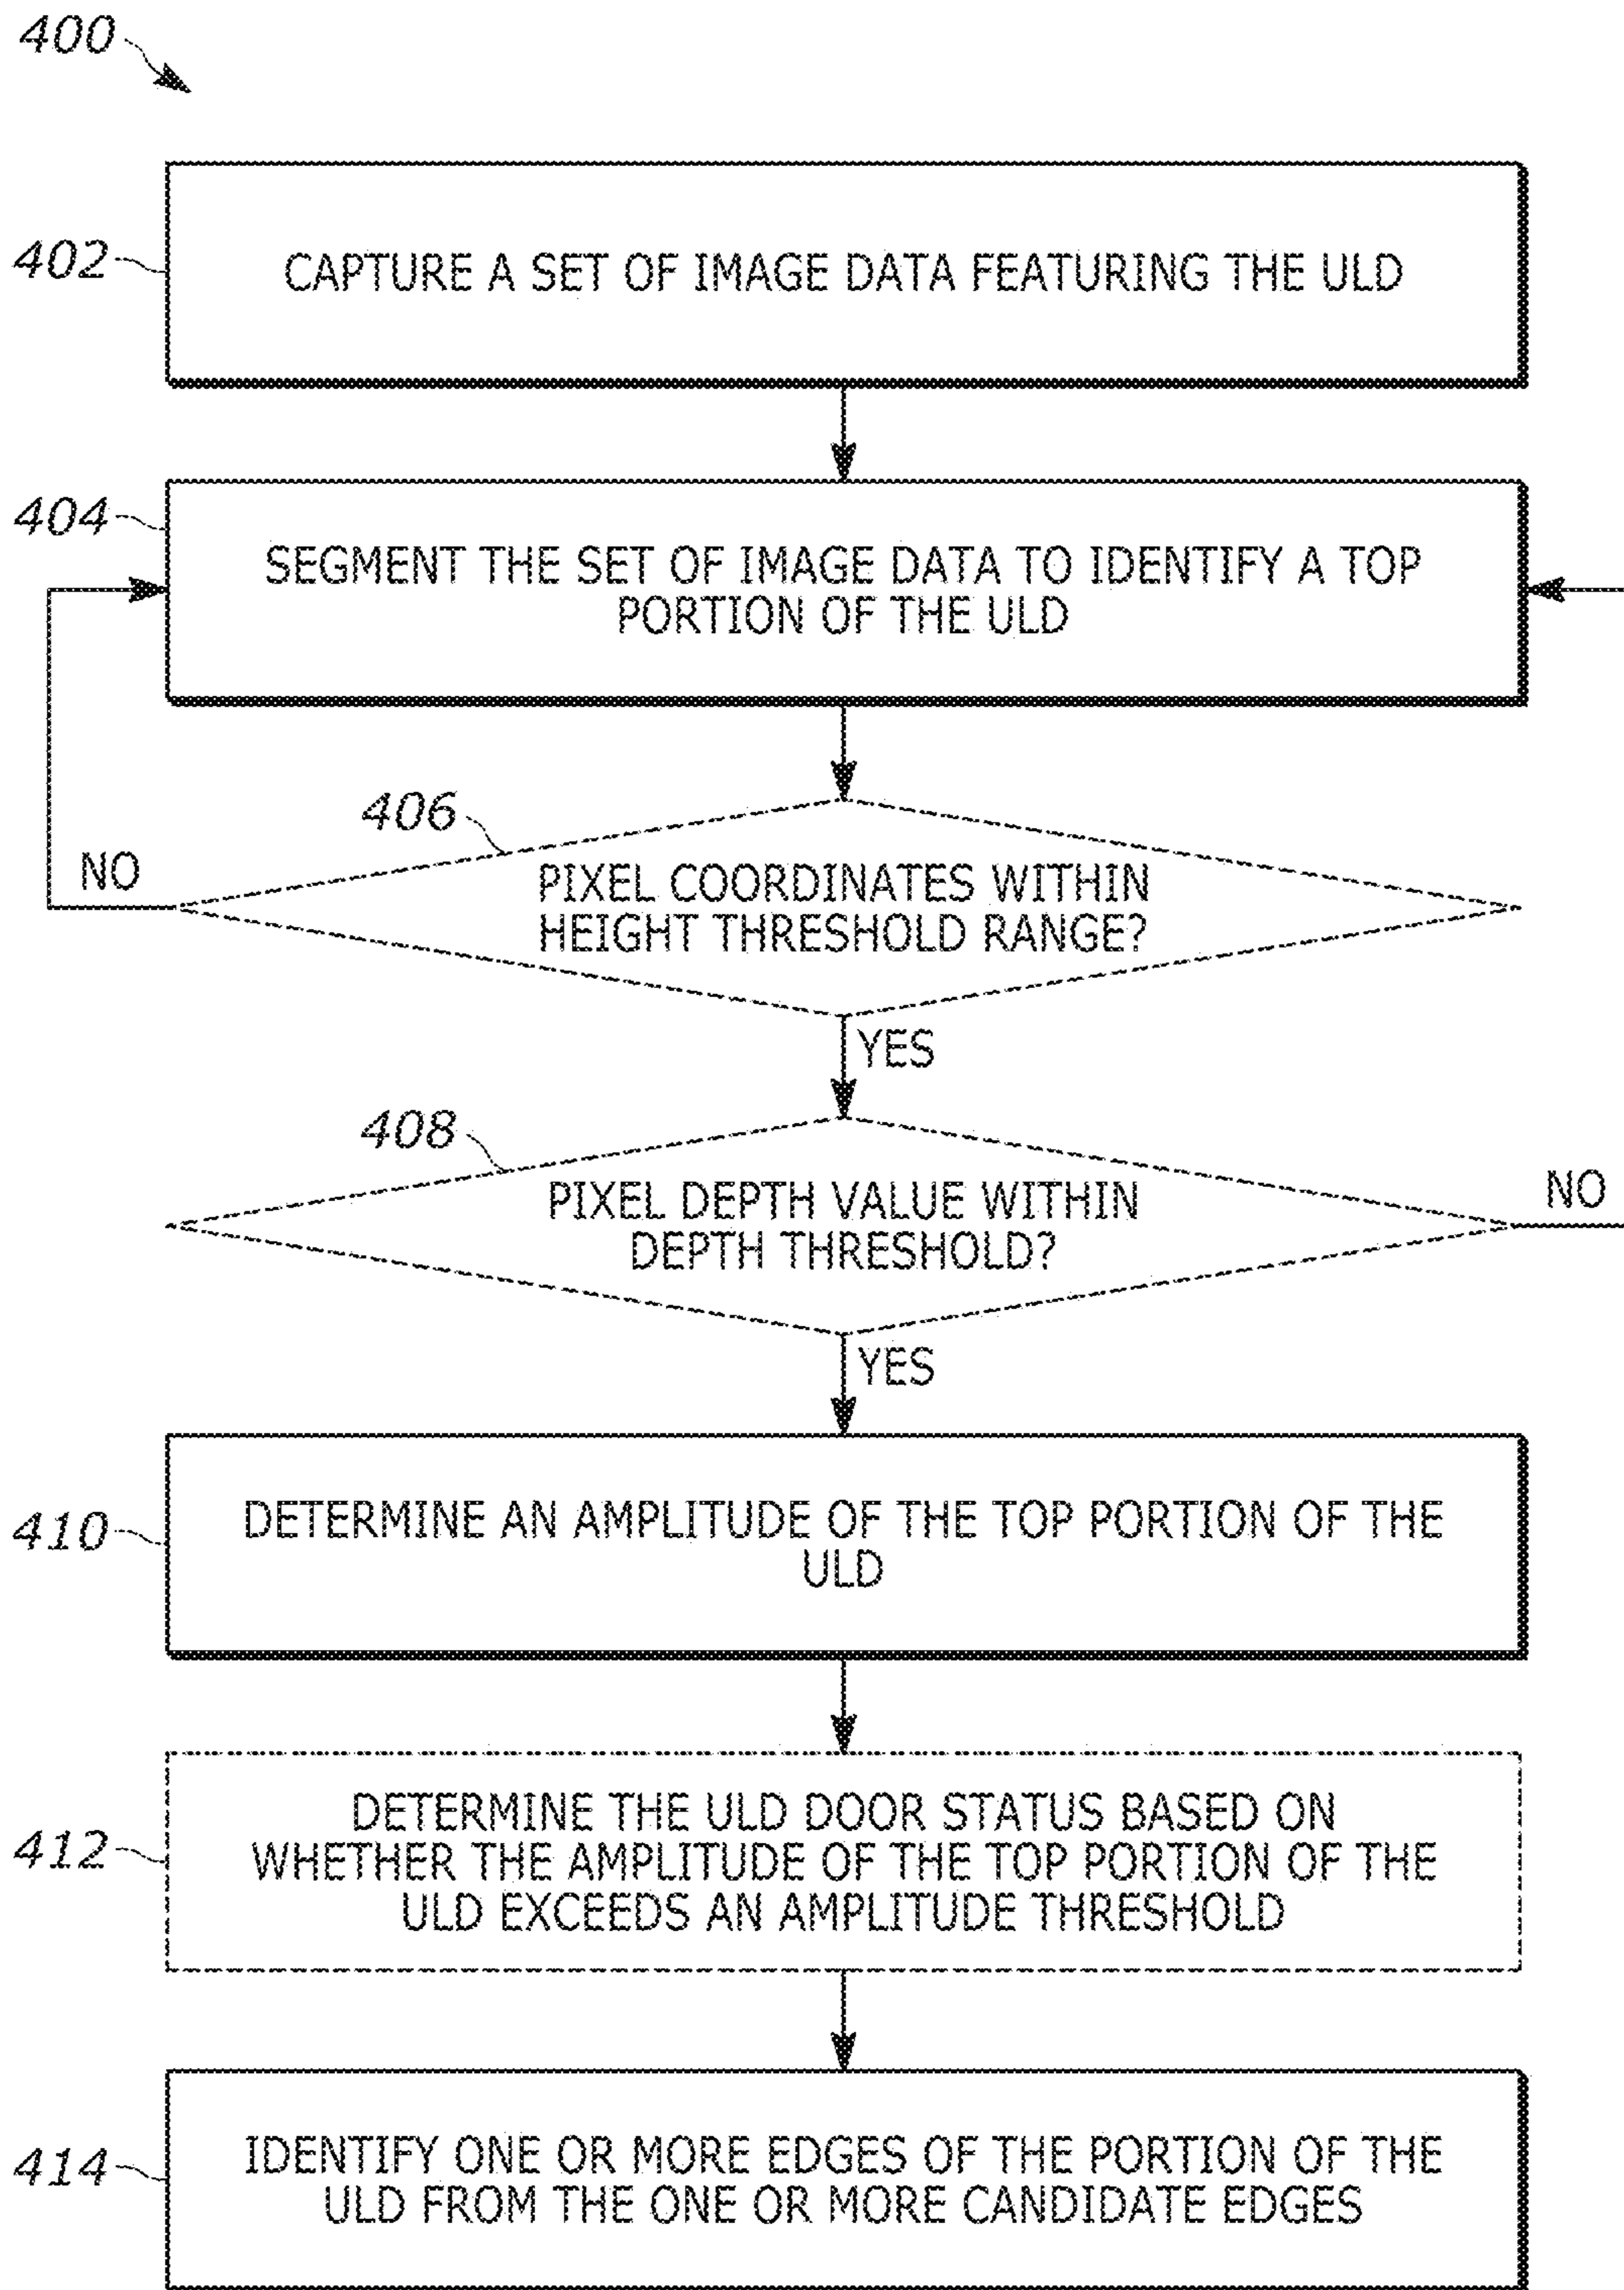 400
402
CAPTURE A SET OF IMAGE DATA FEATURING THE ULD
404
SEGMENT THE SET OF IMAGE DATA TO IDENTIFY A TOP
PORTION OF THE ULD
406
NO
PIXEL COORDINATES WITHIN
HEIGHT THRESHOLD RANGE?
YES
408
PIXEL DEPTH VALUE WITHIN
DEPTH THRESHOLD?
NO
YES
410
DETERMINE AN AMPLITUDE OF THE TOP PORTION OF THE
ULD
412
DETERMINE THE ULD DOOR STATUS BASED ON
WHETHER THE AMPLITUDE OF THE TOP PORTION OF THE
ULD EXCEEDS AN AMPLITUDE THRESHOLD
414
IDENTIFY ONE OR MORE EDGES OF THE PORTION OF THE
ULD FROM THE ONE OR MORE CANDIDATE EDGES